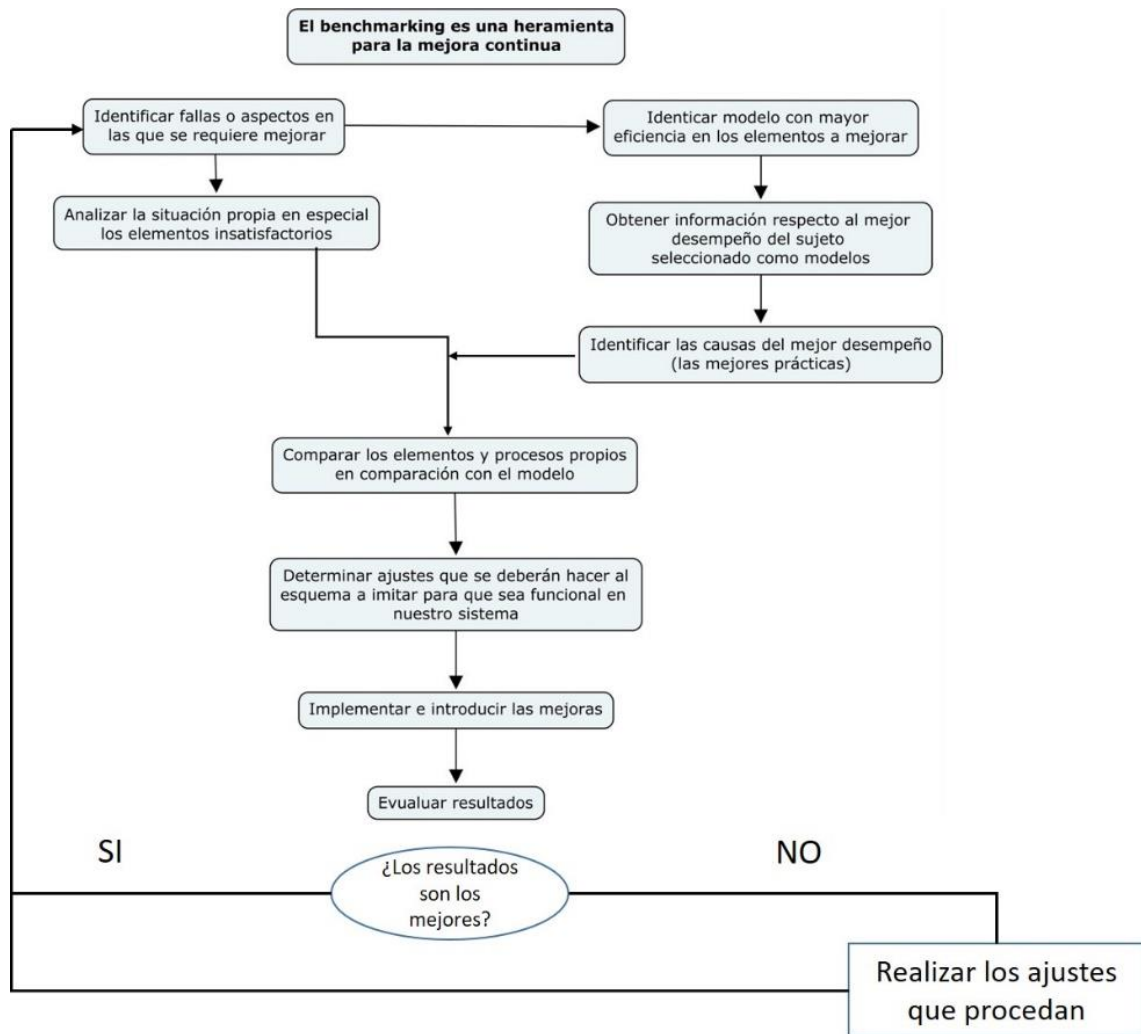 El benchmarking es una heramienta
para la mejora continua
Identificar fallas o aspectos en
las que se requiere mejorar
Identicar modelo con mayor
eficiencia en los elementos a mejorar
Analizar la situación propia en especial
los elementos insatisfactorios
Obtener información respecto al mejor
desempeño del sujeto
seleccionado como modelos
Identificar las causas del mejor desempeño
(las mejores prácticas)
Comparar los elementos y procesos propios
en comparación con el modelo
Determinar ajustes que se deberán hacer al
esquema a imitar para que sea funcional en
nuestro sistema
Implementar e introducir las mejoras
Evualuar resultados
SI
NO
¿Los resultados
son los
mejores?
Realizar los ajustes
que procedan